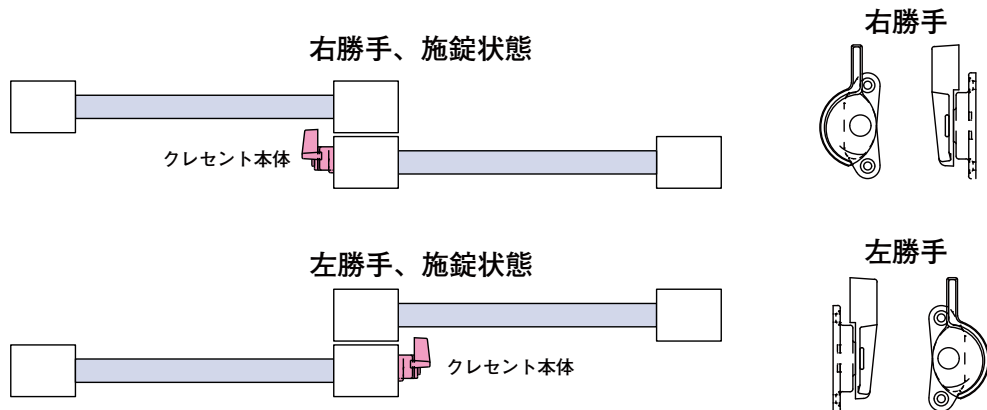 右勝手、施錠状態
右勝手
クレセント本体
左勝手、施錠状態
左勝手
クレセント本体